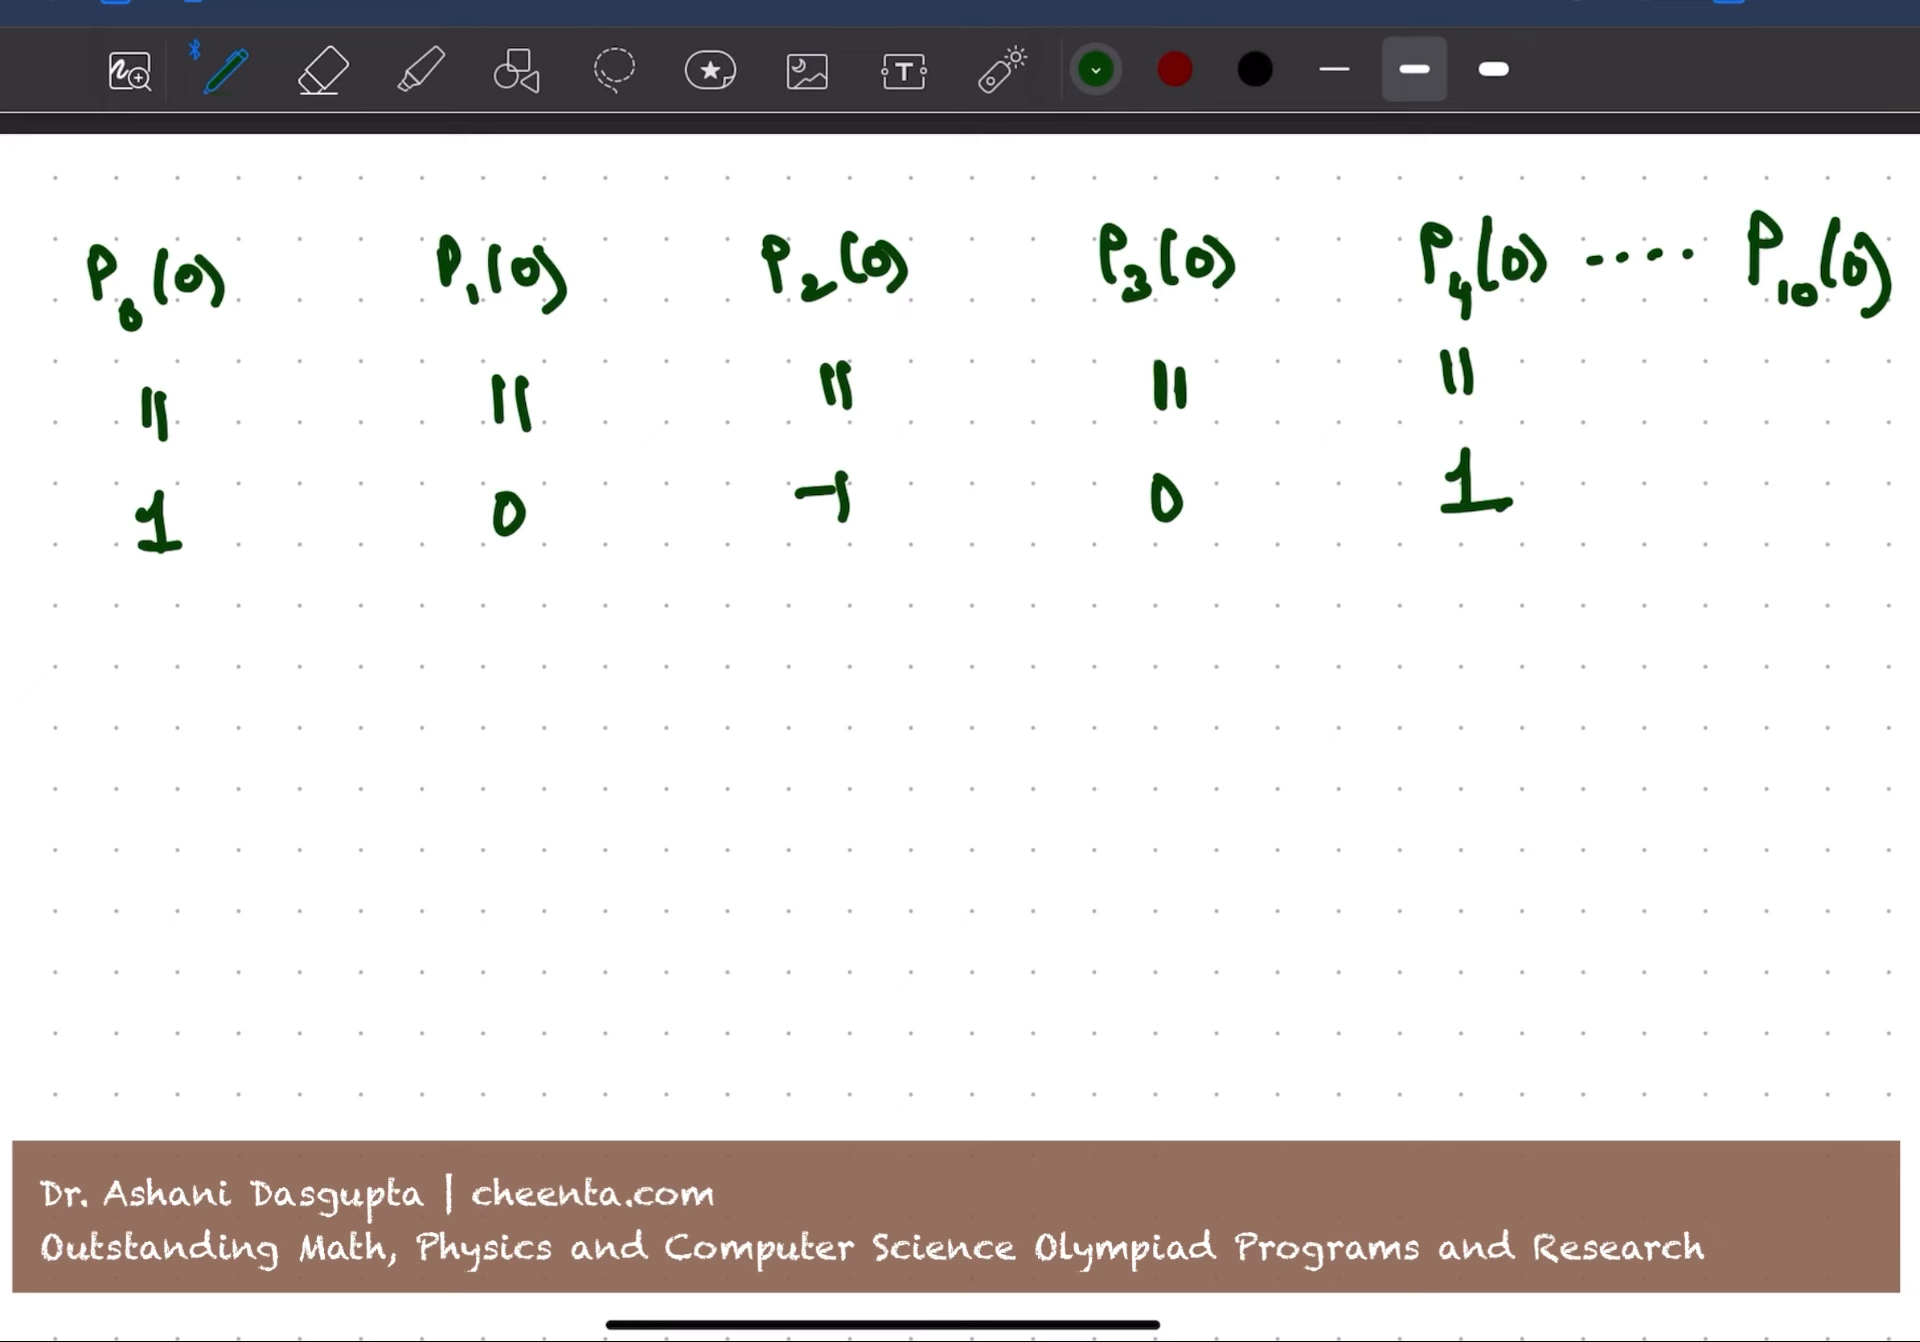 P₀(0) P₁(0) P₂(0) P₃(0) P₄(0) .... P₁₀(0)
|| || || || ||
1 0 -1 0 1
Dr. Ashani Dasgupta | cheenta.com
Outstanding Math, Physics and Computer Science Olympiad Programs and Research